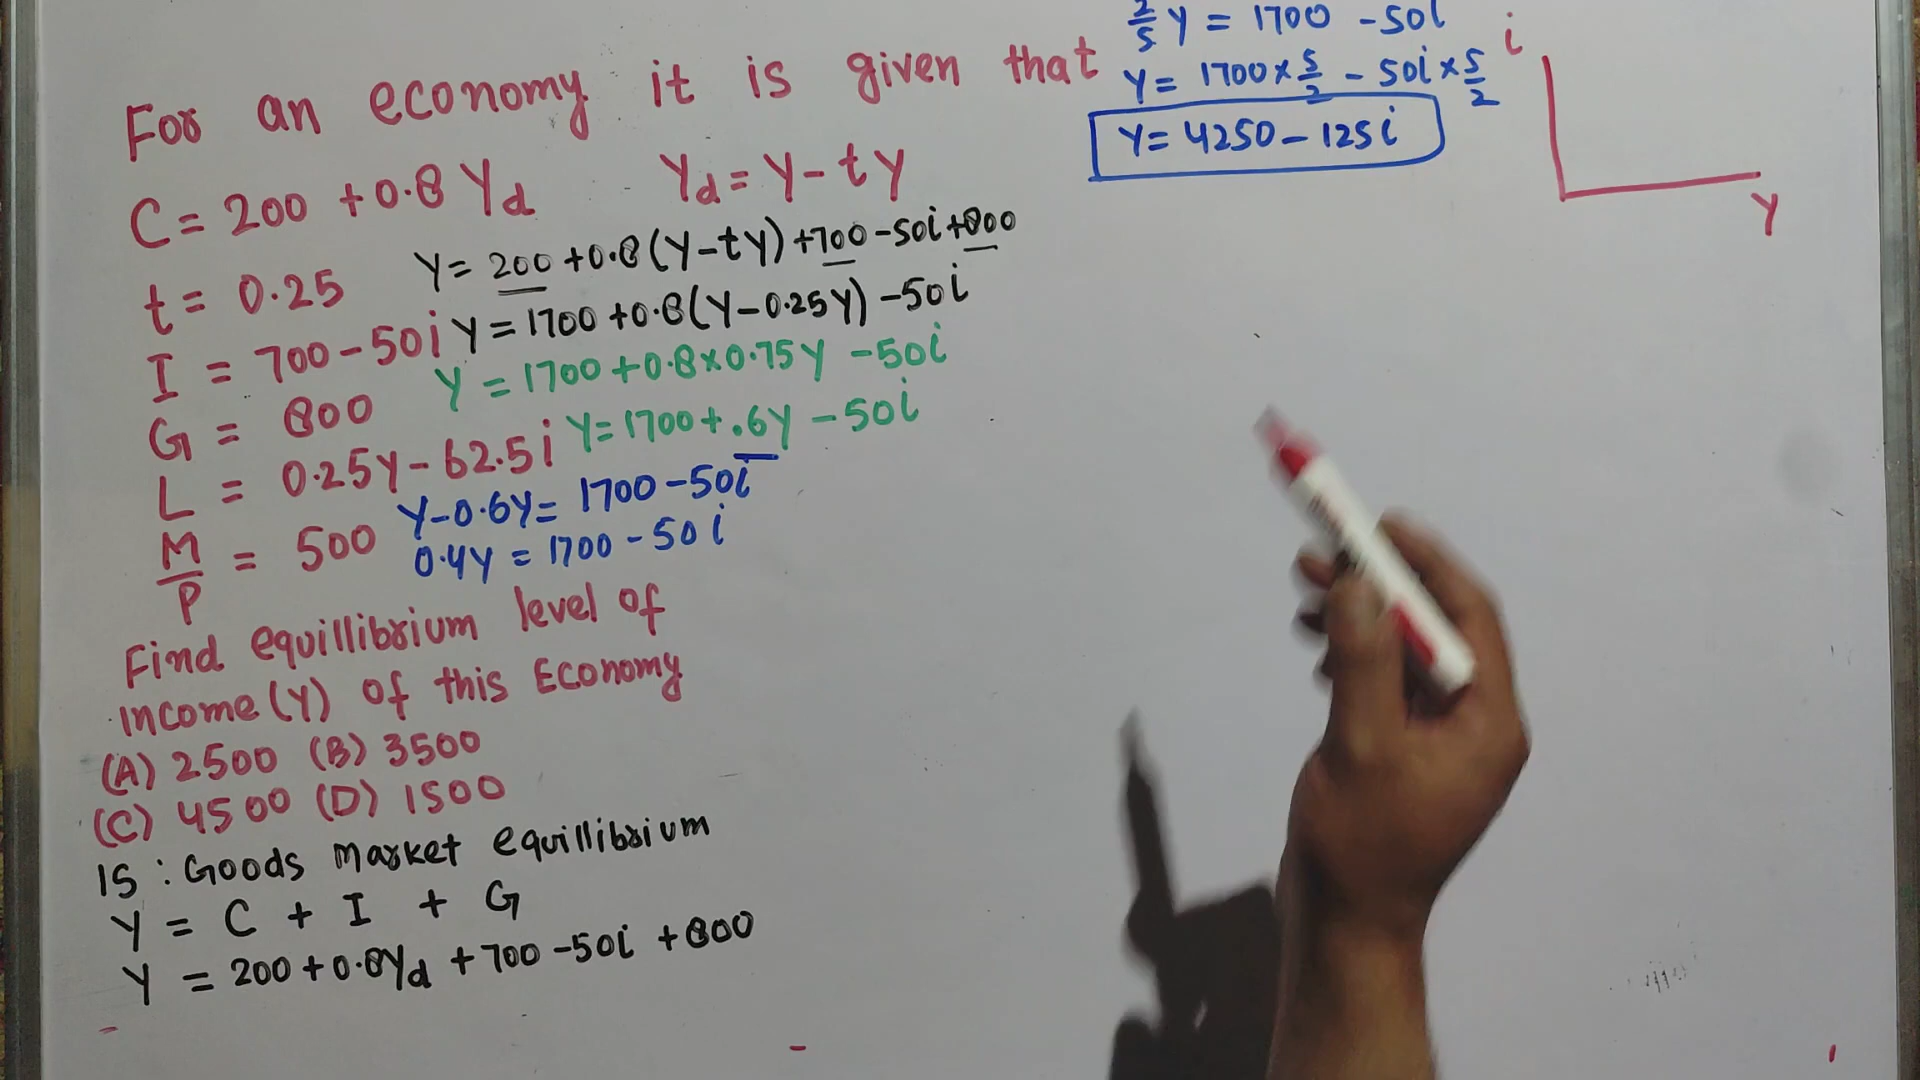 For an economy it is given that
C = 200 + 0.8 Yd   Yd = Y - tY
t = 0.25
I = 700 - 50i
G = 800
L = 0.25Y - 62.5i
M/P = 500
Find equillibrium level of
income (Y) of this Economy
(A) 2500 (B) 3500
(C) 4500 (D) 1500
IS : Goods market equillibrium
Y = C + I + G
Y = 200 + 0.8Yd + 700 - 50i + 800
Y = 200 + 0.8(Y - tY) + 700 - 50i + 800
Y = 1700 + 0.8(Y - 0.25Y) - 50i
Y = 1700 + 0.8 × 0.75Y - 50i
Y = 1700 + .6Y - 50i
Y - 0.6Y = 1700 - 50i
0.4Y = 1700 - 50i
2/5 Y = 1700 - 50i
Y = 1700 × 5/2 - 50i × 5/2
Y = 4250 - 125i
i
Y